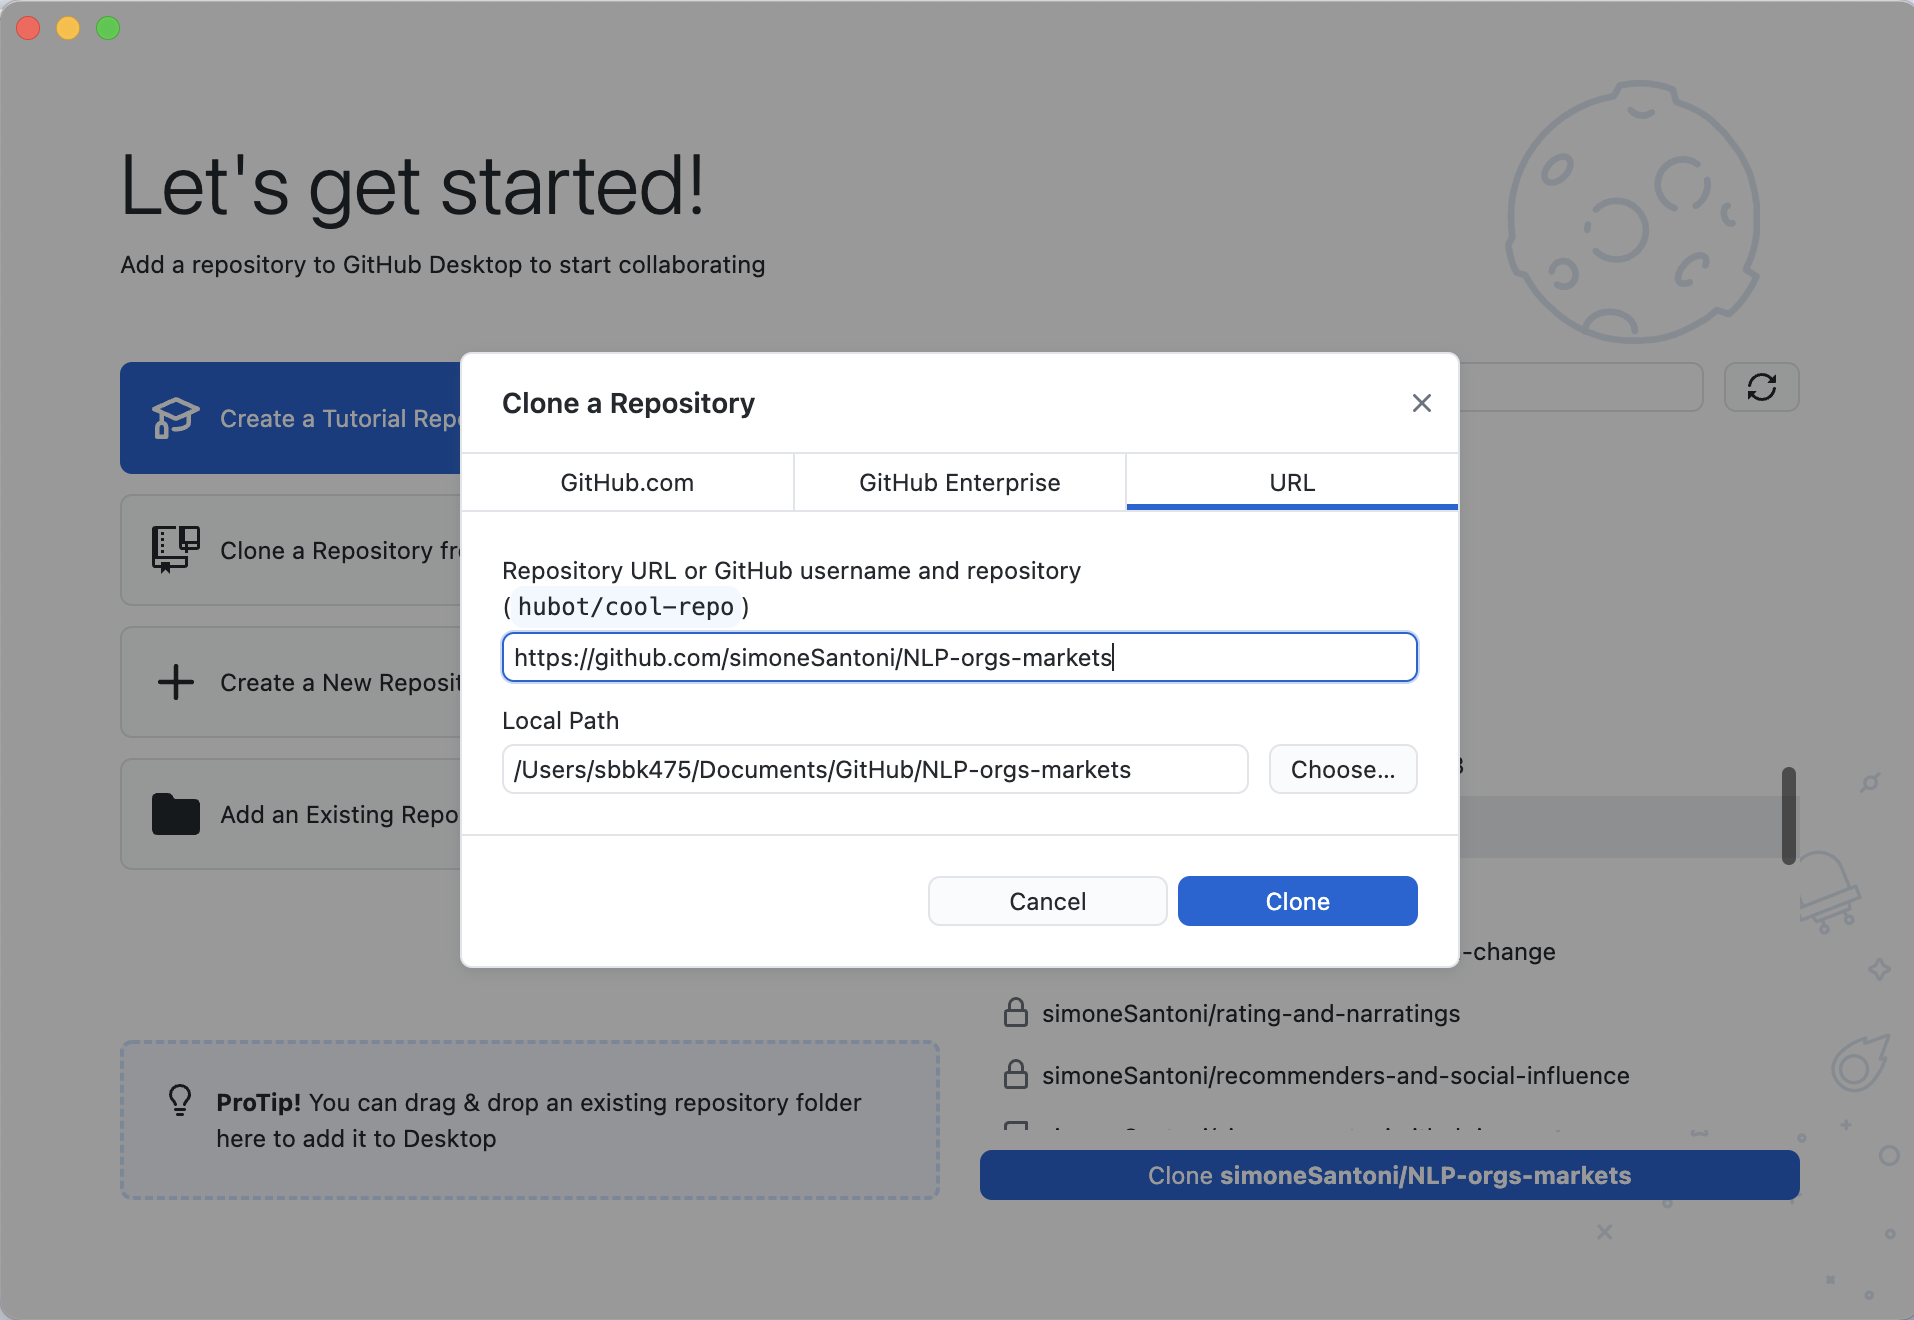 Let's get started!
Add a repository to GitHub Desktop to start collaborating
Create a Tutorial Repo
Clone a Repository
Create a New
Add an Existing Repo
Clone a Repository
GitHub.com
GitHub Enterprise
URL
Repository URL or GitHub username and repository
(hubot/cool-repo)
https://github.com/simoneSantoni/NLP-orgs-markets
Local Path
/Users/sbbk475/Documents/GitHub/NLP-orgs-markets
Choose...
Cancel
Clone
-change
simoneSantoni/rating-and-narratings
simoneSantoni/recommenders-and-social-influence
Clone simoneSantoni/NLP-orgs-markets
ProTip! You can drag & drop an existing repository folder
here to add it to Desktop